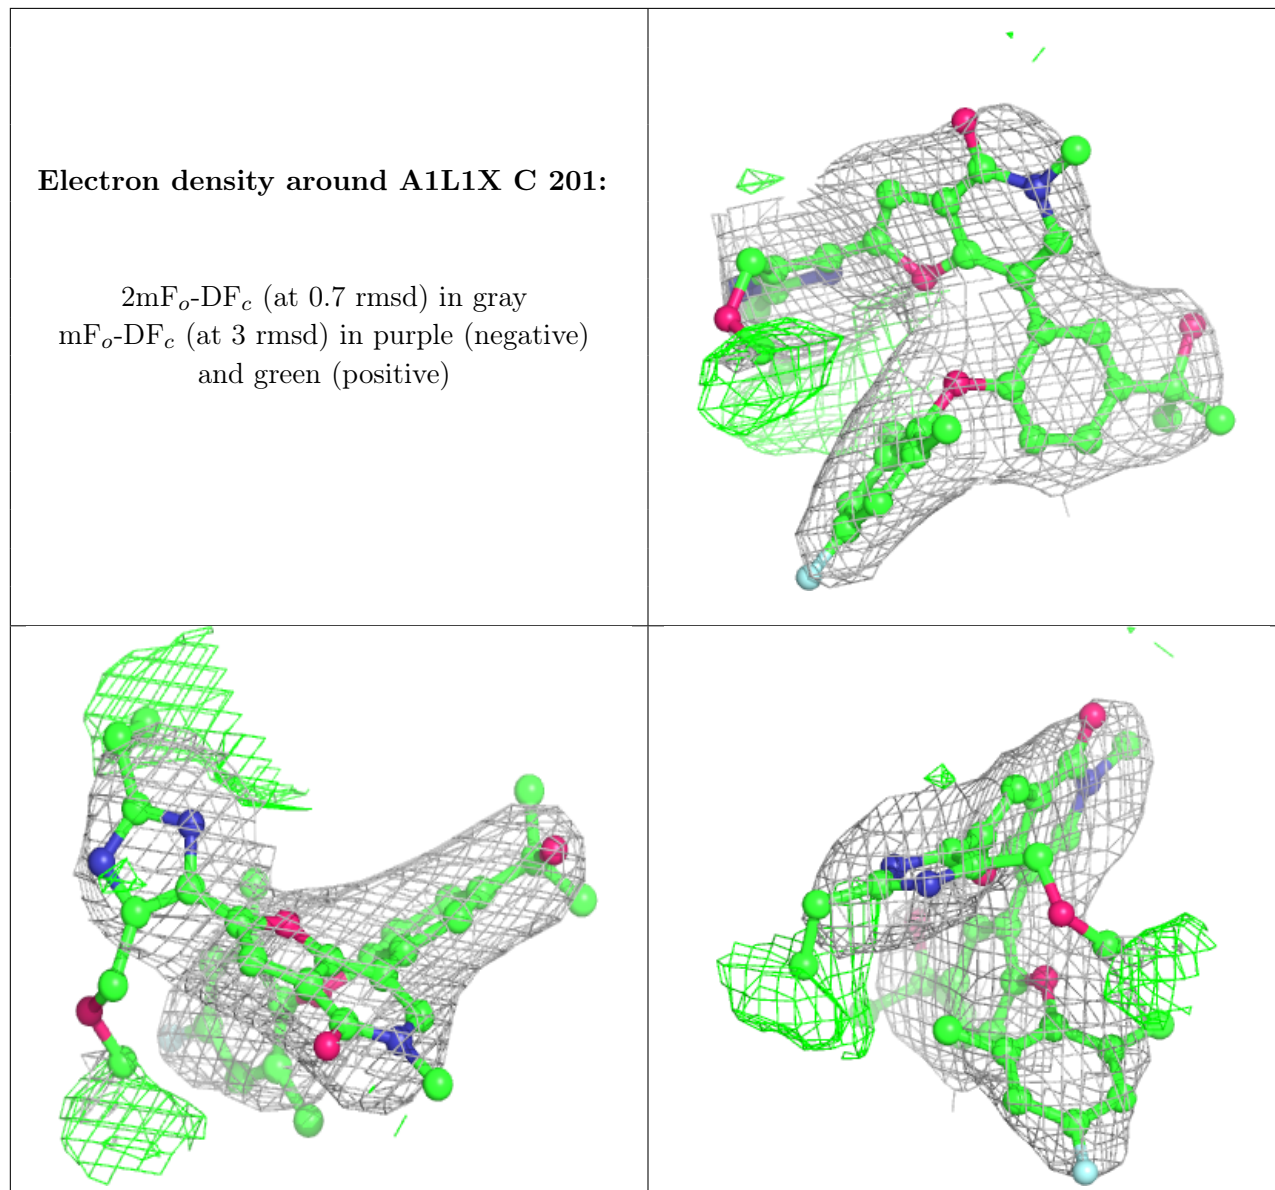 Electron density around A1L1X C 201:
2mFo-DFc (at 0.7 rmsd) in gray
mFo-DFc (at 3 rmsd) in purple (negative)
and green (positive)